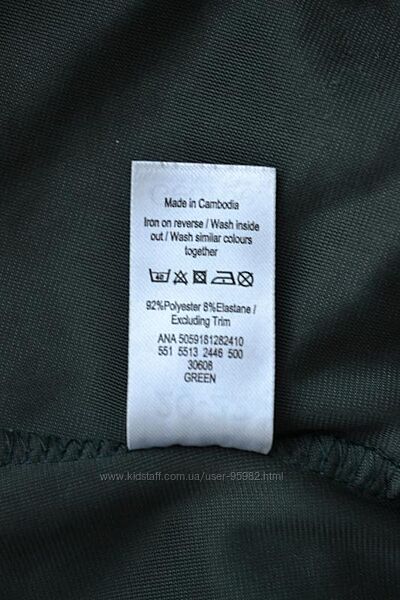 Made in Cambodia
Iron on reverse / Wash inside
out / Wash similar colours
together
40
92%Polyester 8%Elastane /
Excluding Trim
ANA 5059181282410
551 5513 2446 500
30608
GREEN
www.kidstaff.com.ua/user-95982.html